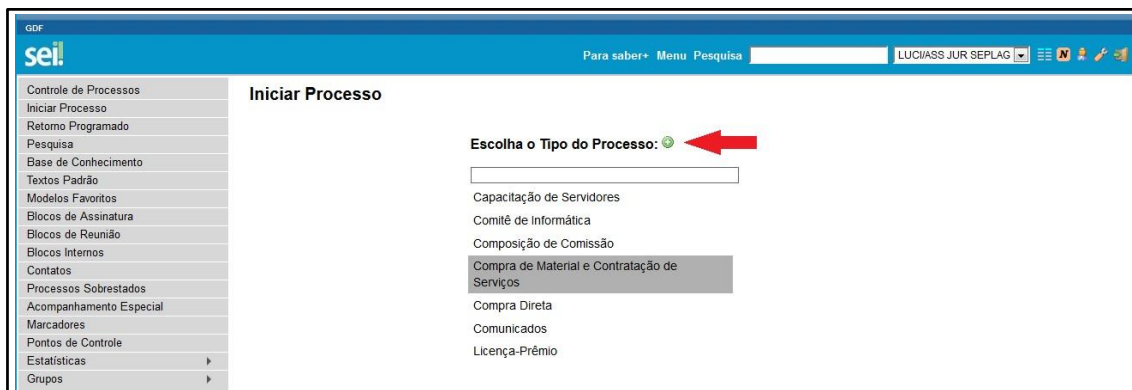 GDF
sei!
Para saber+ Menu Pesquisa
LUCI/ASS JUR SEPLAG
N
Controle de Processos
Iniciar Processo
Retorno Programado
Pesquisa
Base de Conhecimento
Textos Padrão
Modelos Favoritos
Blocos de Assinatura
Blocos de Reunião
Blocos Internos
Contatos
Processos Sobrestados
Acompanhamento Especial
Marcadores
Pontos de Controle
Estatísticas
Grupos
Iniciar Processo
Escolha o Tipo do Processo:
Capacitação de Servidores
Comitê de Informática
Composição de Comissão
Compra de Material e Contratação de
Serviços
Compra Direta
Comunicados
Licença-Prêmio